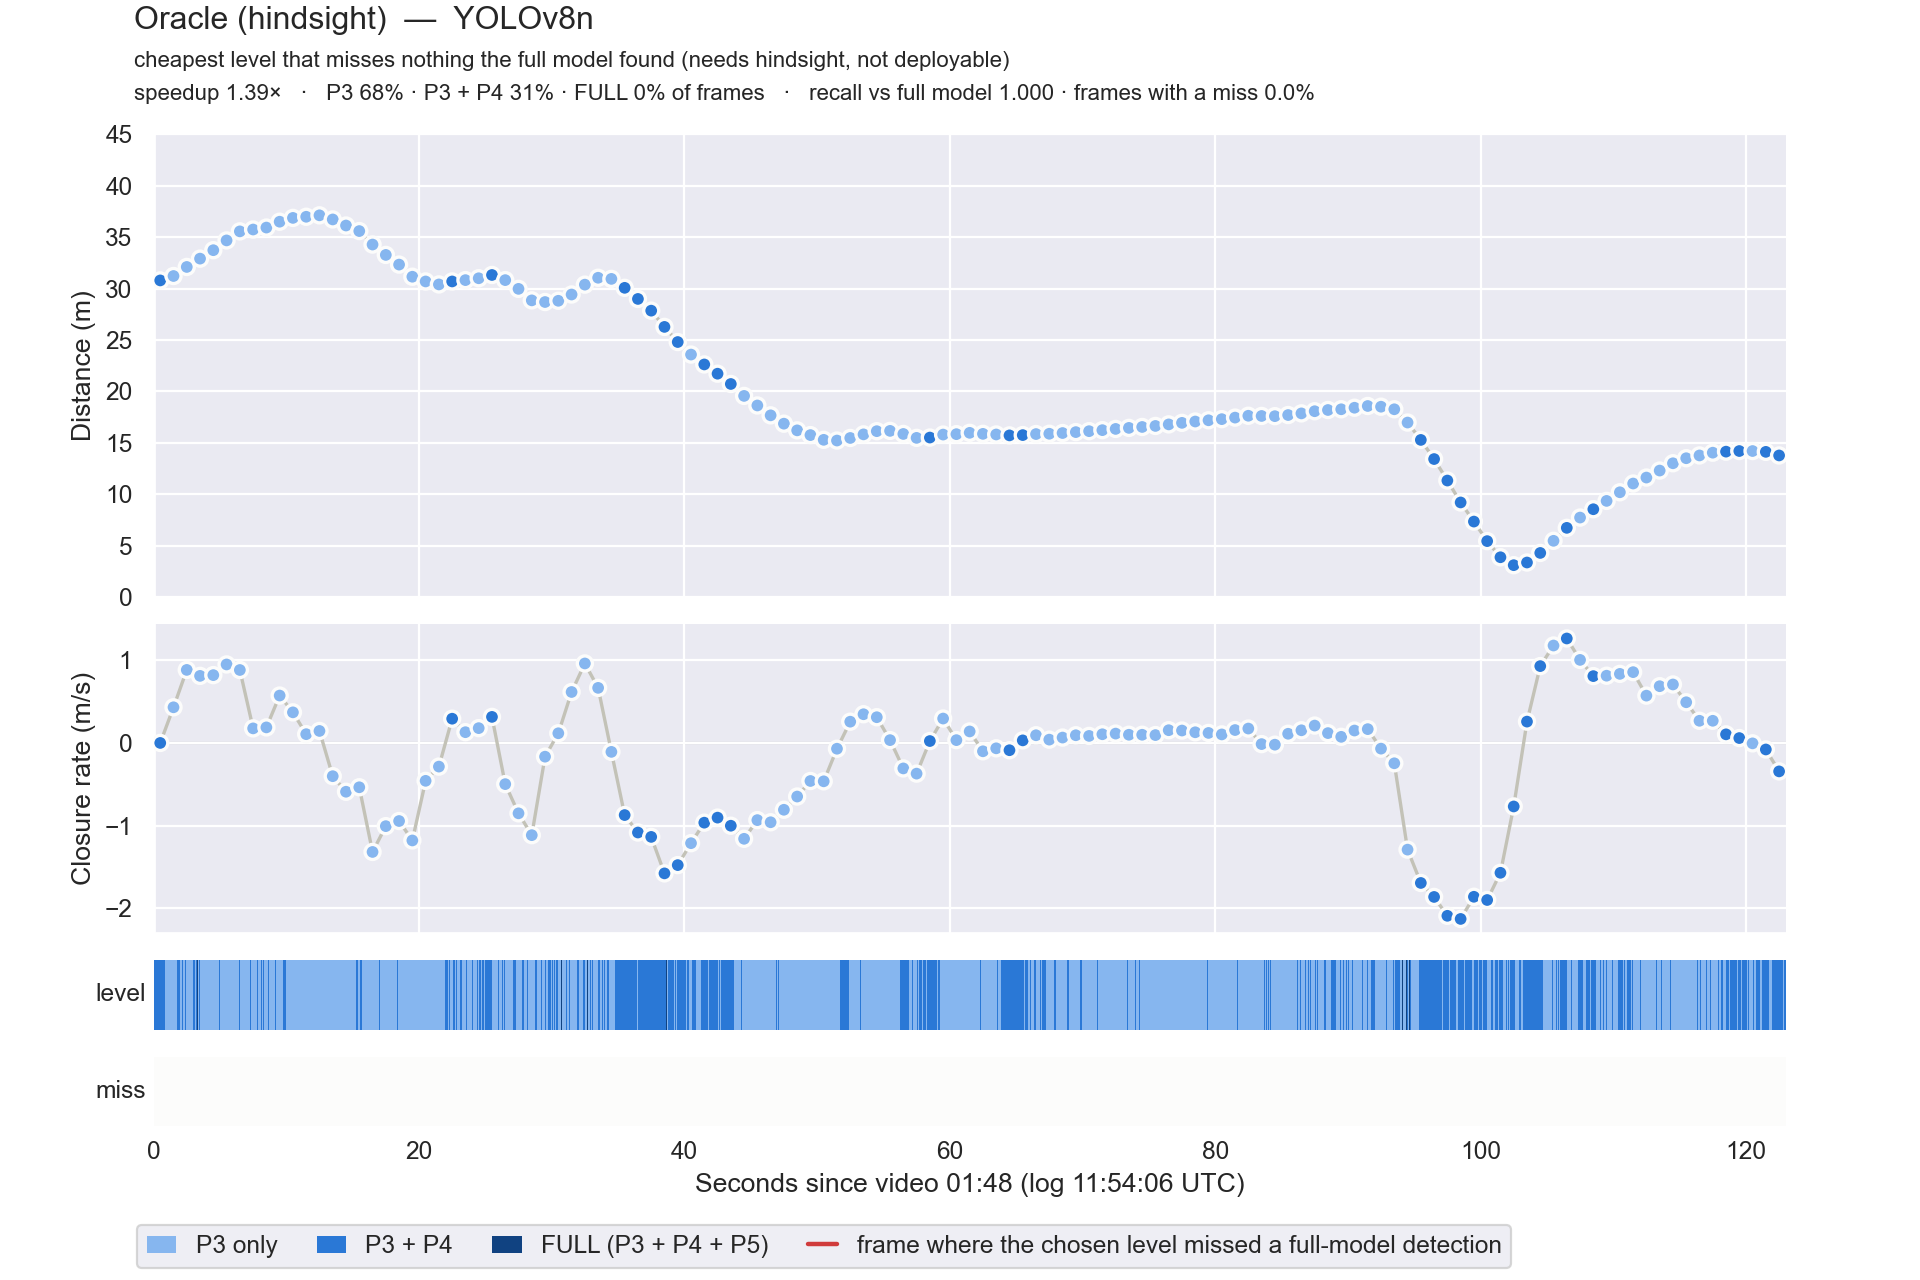 Oracle (hindsight) — YOLOv8n
cheapest level that misses nothing the full model found (needs hindsight, not deployable)
speedup 1.39× · P3 68% · P3 + P4 31% · FULL 0% of frames · recall vs full model 1.000 · frames with a miss 0.0%
45
40
35
30
25
20
15
10
5
0
Distance (m)
1
0
−1
−2
Closure rate (m/s)
level
miss
0 20 40 60 80 100 120
Seconds since video 01:48 (log 11:54:06 UTC)
P3 only P3 + P4 FULL (P3 + P4 + P5) frame where the chosen level missed a full-model detection